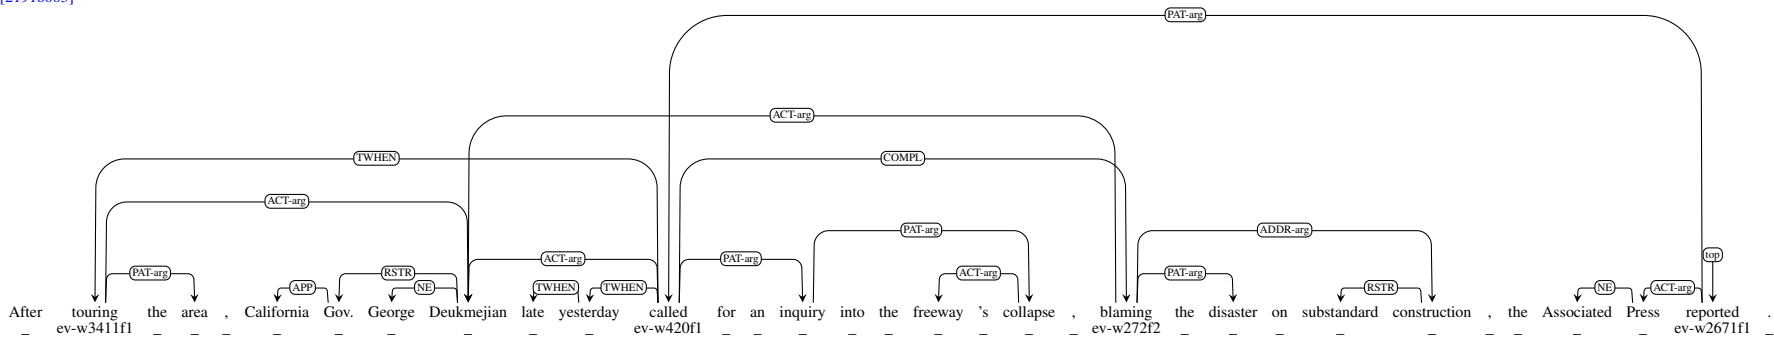 PAT-arg
ACT-arg
TWHEN COMPL
ACT-arg
PAT-arg ADDR-arg
ACT-arg PAT-arg top
PAT-arg RSTR ACT-arg PAT-arg
APP NE TWHEN TWHEN RSTR NE ACT-arg
After touring the area , California Gov. George Deukmejian late yesterday called for an inquiry into the freeway 's collapse , blaming the disaster on substandard construction , the Associated Press reported .
_ ev-w3411f1 _ _ _ _ _ _ _ _ _ ev-w420f1 _ _ _ _ _ _ _ _ _ ev-w272f2 _ _ _ _ _ _ _ _ _ ev-w2671f1 _